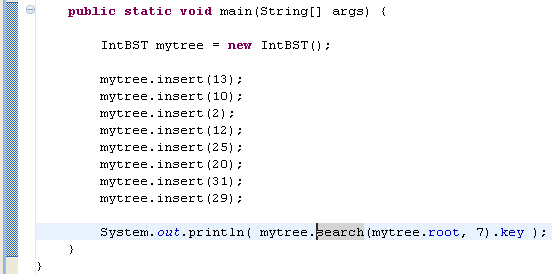 public static void main(String[] args) {
IntBST mytree = new IntBST();
mytree.insert(13);
mytree.insert(10);
mytree.insert(2);
mytree.insert(12);
mytree.insert(25);
mytree.insert(20);
mytree.insert(31);
mytree.insert(29);
System.out.println( mytree.search(mytree.root, 7).key );
}
}